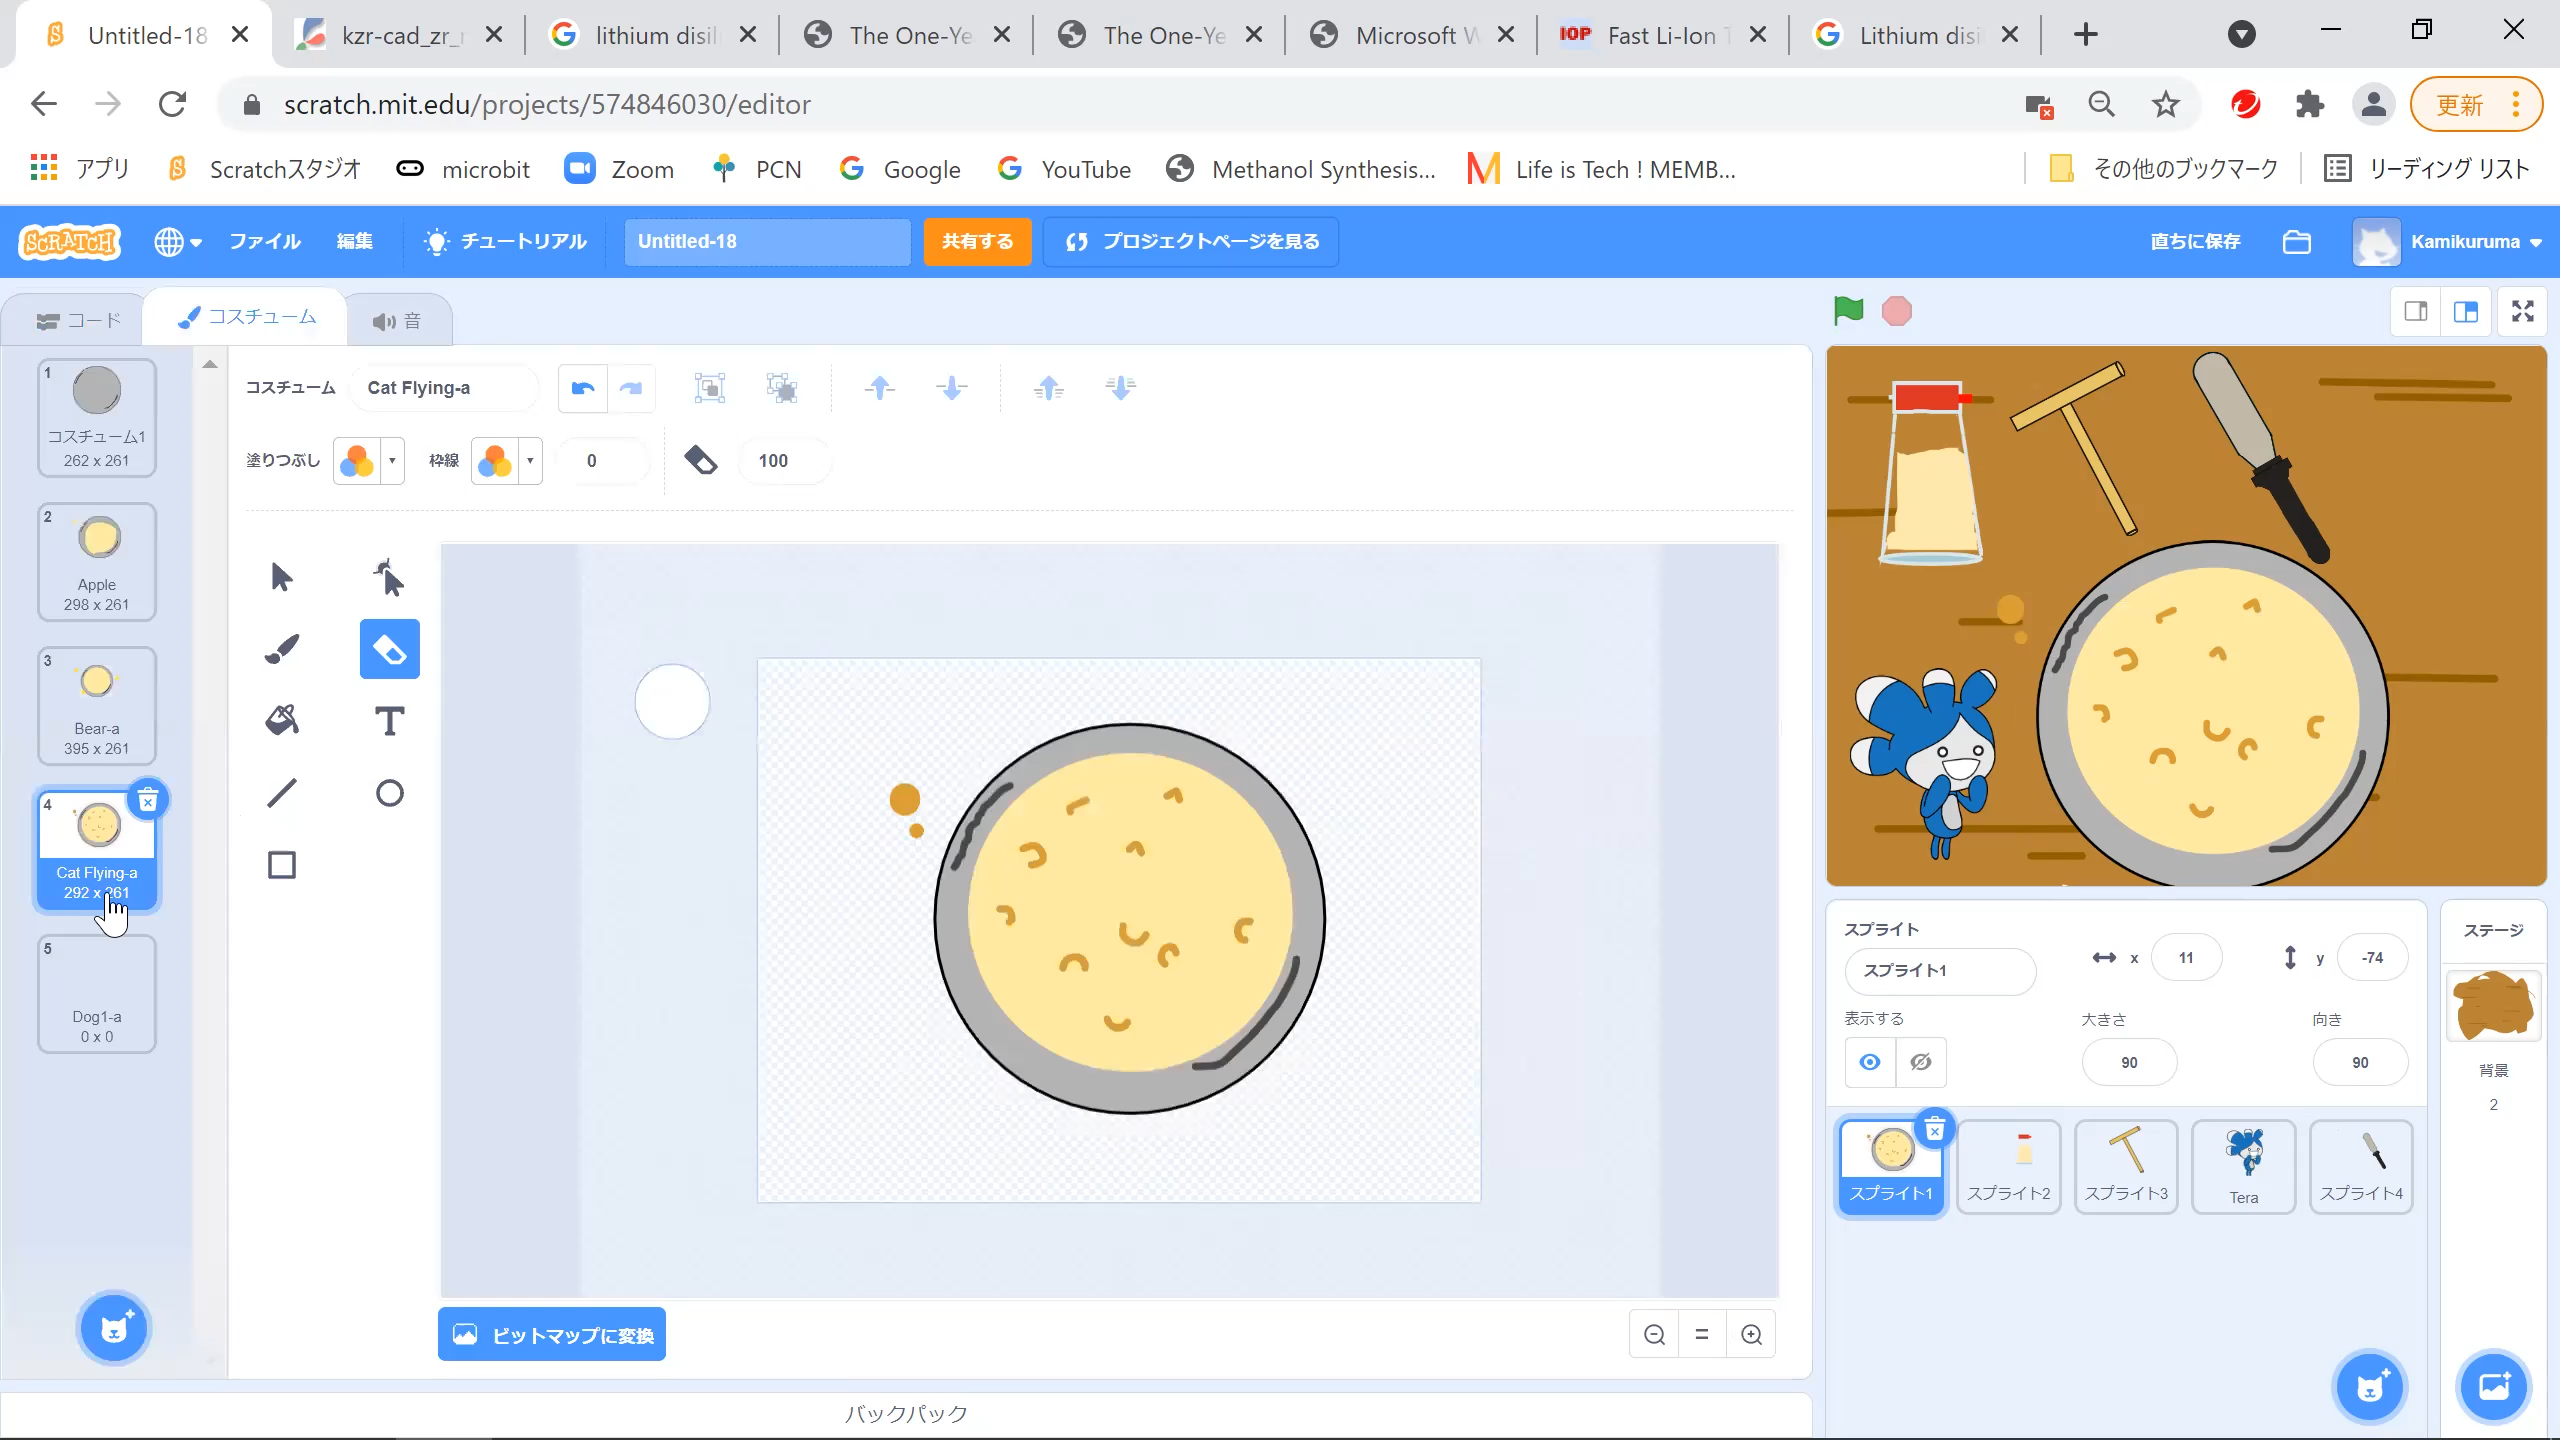 Untitled-18
kzr-cad_zr_r
lithium disil
The One-Ye
The One-Ye
Microsoft W
IOP Fast Li-Ion T
Lithium disi
scratch.mit.edu/projects/574846030/editor
更新
アプリ
Scratchスタジオ
microbit
Zoom
PCN
Google
YouTube
Methanol Synthesis...
Life is Tech ! MEMB...
その他のブックマーク
リーディング リスト
SCRATCH
ファイル
編集
チュートリアル
Untitled-18
共有する
プロジェクトページを見る
直ちに保存
Kamikuruma
コード
コスチューム
音
1
コスチューム1
262 x 261
2
Apple
298 x 261
3
Bear-a
395 x 261
4
Cat Flying-a
292 x 261
5
Dog1-a
0 x 0
コスチューム
Cat Flying-a
塗りつぶし
枠線
0
100
ビットマップに変換
バックパック
スプライト
スプライト1
x
11
y
-74
表示する
大きさ
90
向き
90
スプライト1
スプライト2
スプライト3
Tera
スプライト4
ステージ
背景
2